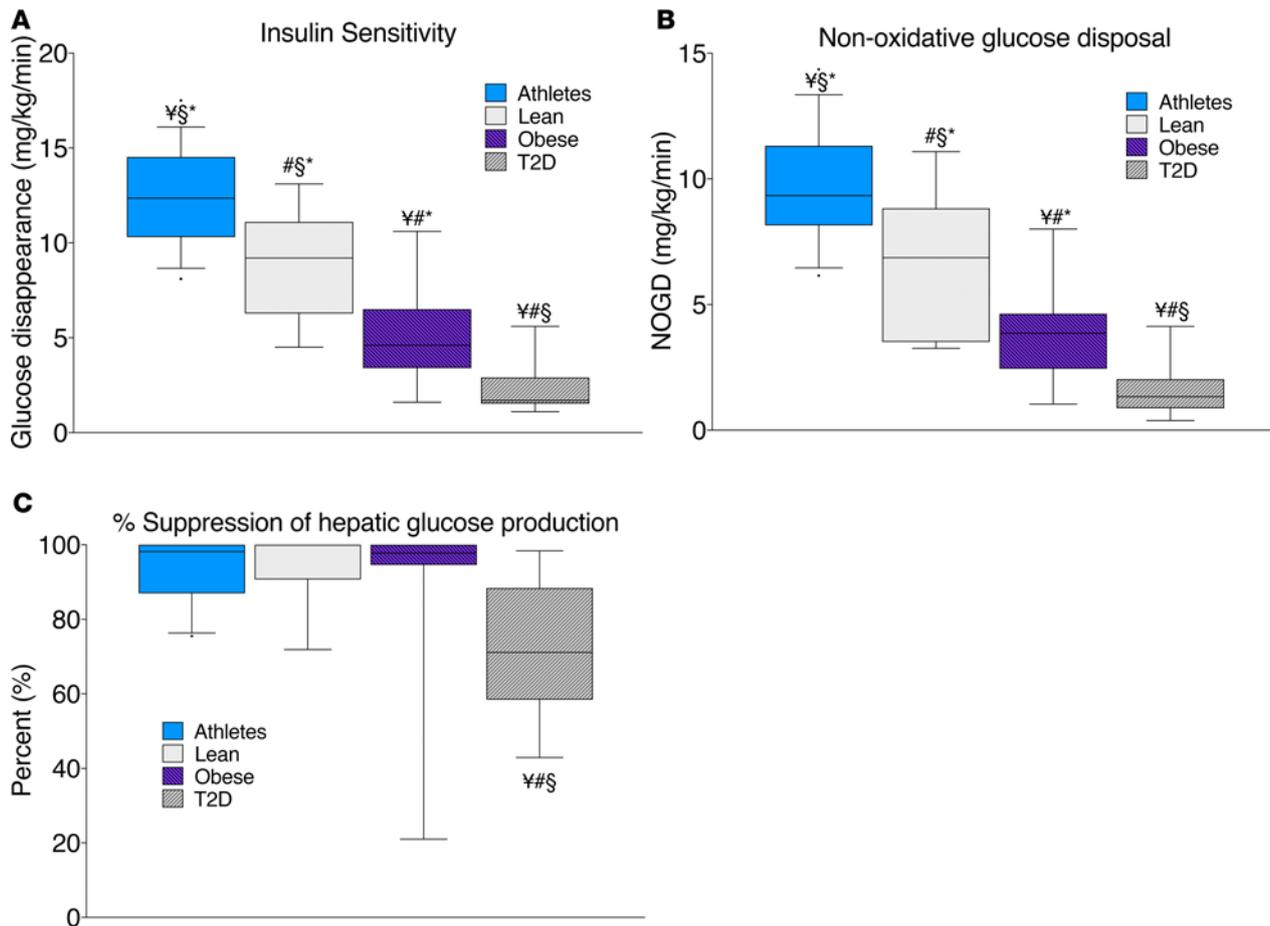 A
Insulin Sensitivity
Glucose disappearance (mg/kg/min)
20
15
10
5
0
¥§*
#§*
¥#*
¥#§
Athletes
Lean
Obese
T2D
B
Non-oxidative glucose disposal
NOGD (mg/kg/min)
15
10
5
0
¥§*
#§*
¥#*
¥#§
Athletes
Lean
Obese
T2D
C
% Suppression of hepatic glucose production
Percent (%)
100
80
60
40
20
0
Athletes
Lean
Obese
T2D
¥#§